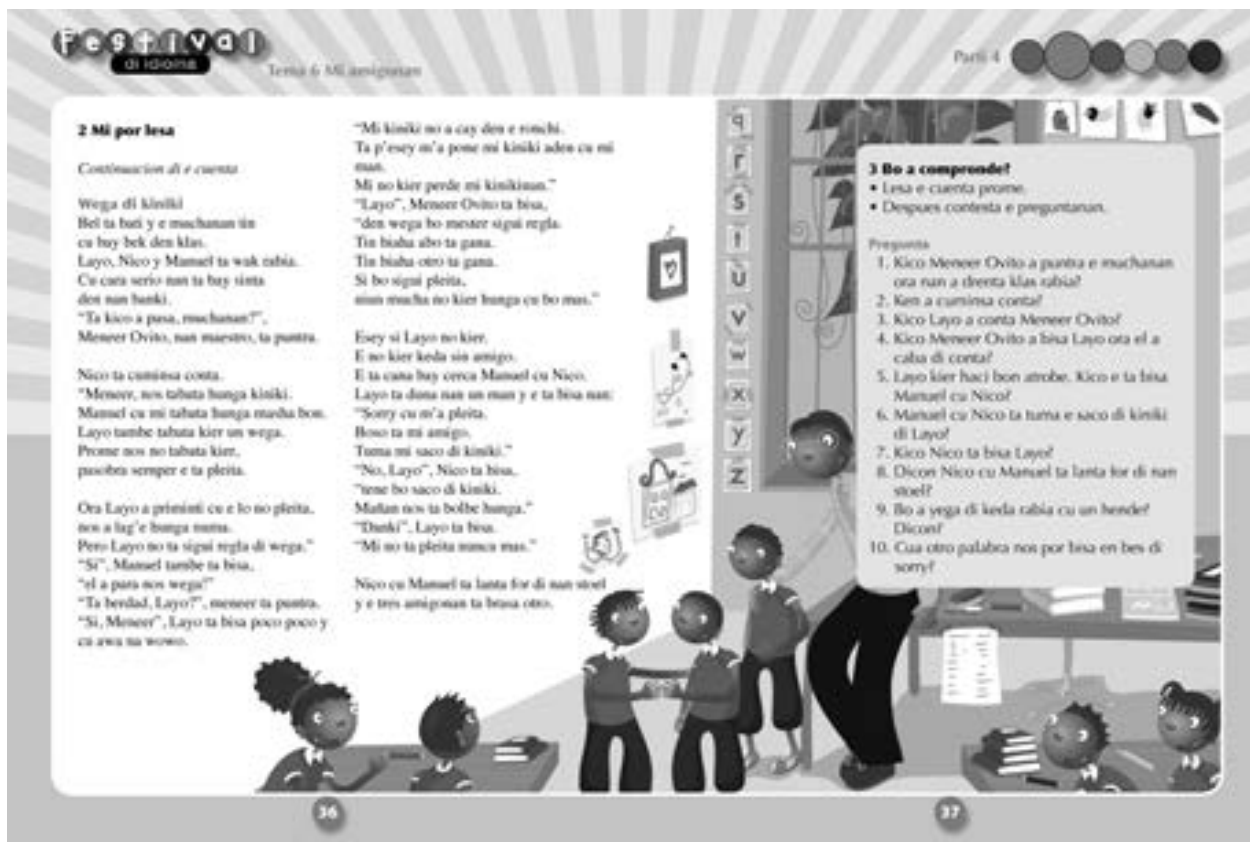 Festival
di idioma
Tema 6 Mi amigonan
Parti 4
2 Mi por lesa
Continuacion di e cuenta
Wega di kiniki
Bel ta bati y e muchanan tin
cu bay bek den klas.
Layo, Nico y Manuel ta wak rabia.
Cu cara serio nan ta bay sinta
den nan banki.
"Ta kico a pasa, muchanan?",
Meneer Ovito, nan maestro, ta puntra.
Nico ta cuminsa conta.
"Meneer, nos tabata hunga kiniki.
Manuel cu mi tabata hunga masha bon.
Layo tambe tabata kier un wega.
Prome nos no tabata kier,
pasobra semper e ta pleita.
Ora Layo a priminti cu e lo no pleita,
nos a lag'e hunga numa.
Pero Layo no ta sigui regla di wega."
"Si", Manuel tambe ta bisa,
"el a para nos wega!"
"Ta berdad, Layo?", meneer ta puntra.
"Si, Meneer", Layo ta bisa poco poco y
cu awa na wowo.
"Mi kiniki no a cay den e ronchi.
Ta p'esey m'a pone mi kiniki aden cu mi
man.
Mi no kier perde mi kinikinan."
"Layo", Meneer Ovito ta bisa,
"den wega bo mester sigui regla.
Tin biaha abo ta gana.
Tin biaha otro ta gana.
Si bo sigui pleita,
niun mucha no kier hunga cu bo mas."
Esey si Layo no kier.
E no kier keda sin amigo.
E ta cana bay cerca Manuel cu Nico.
Layo ta duna nan un man y e ta bisa nan:
"Sorry cu m'a pleita.
Boso ta mi amigo.
Tuma mi saco di kiniki."
"No, Layo", Nico ta bisa,
"tene bo saco di kiniki.
Mañan nos ta bolbe hunga."
"Danki", Layo ta bisa.
"Mi no ta pleita nunca mas."
Nico cu Manuel ta lanta for di nan stoel
y e tres amigonan ta brasa otro.
q
r
s
t
u
v
w
x
y
z
3 Bo a compronde?
• Lesa e cuenta prome.
• Despues contesta e preguntanan.
Pregunta
1. Kico Meneer Ovito a puntra e muchanan
ora nan a drenta klas rabia?
2. Ken a cuminsa conta?
3. Kico Layo a conta Meneer Ovito?
4. Kico Meneer Ovito a bisa Layo ora el a
caba di conta?
5. Layo kier haci bon atrobe. Kico e ta bisa
Manuel cu Nico?
6. Manuel cu Nico ta tuma e saco di kiniki
di Layo?
7. Kico Nico ta bisa Layo?
8. Dicon Nico cu Manuel ta lanta for di nan
stoel?
9. Bo a yega di keda rabia cu un hende?
Dicon?
10. Cua otro palabra nos por bisa en bes di
sorry?
36
37